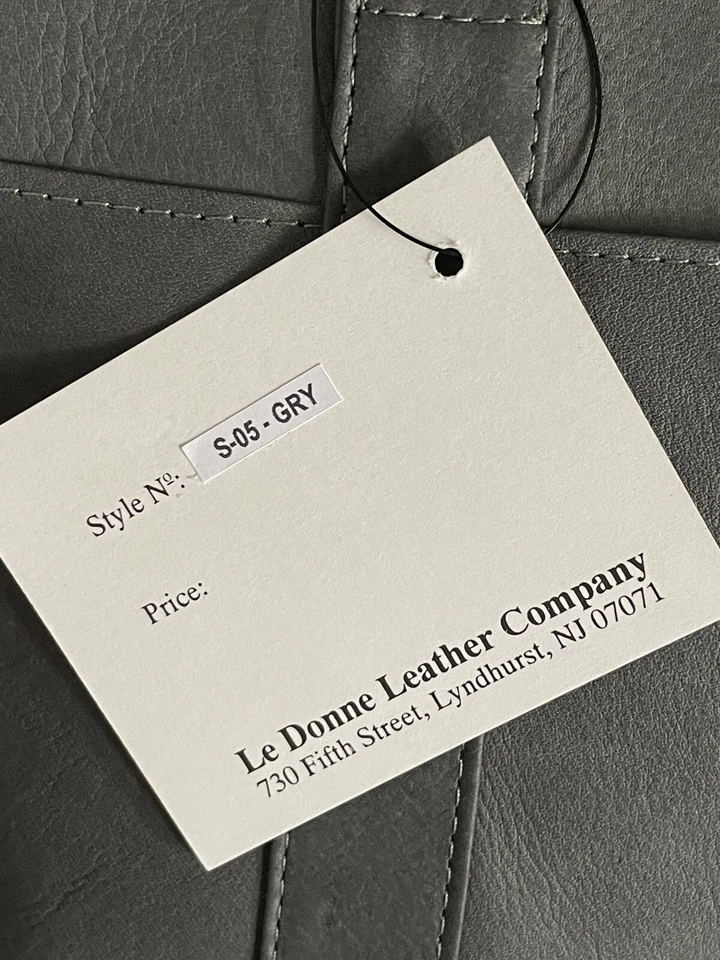 Style Nº: S-05 - GRY
Price:
Le Donne Leather Company
730 Fifth Street, Lyndhurst, NJ 07071